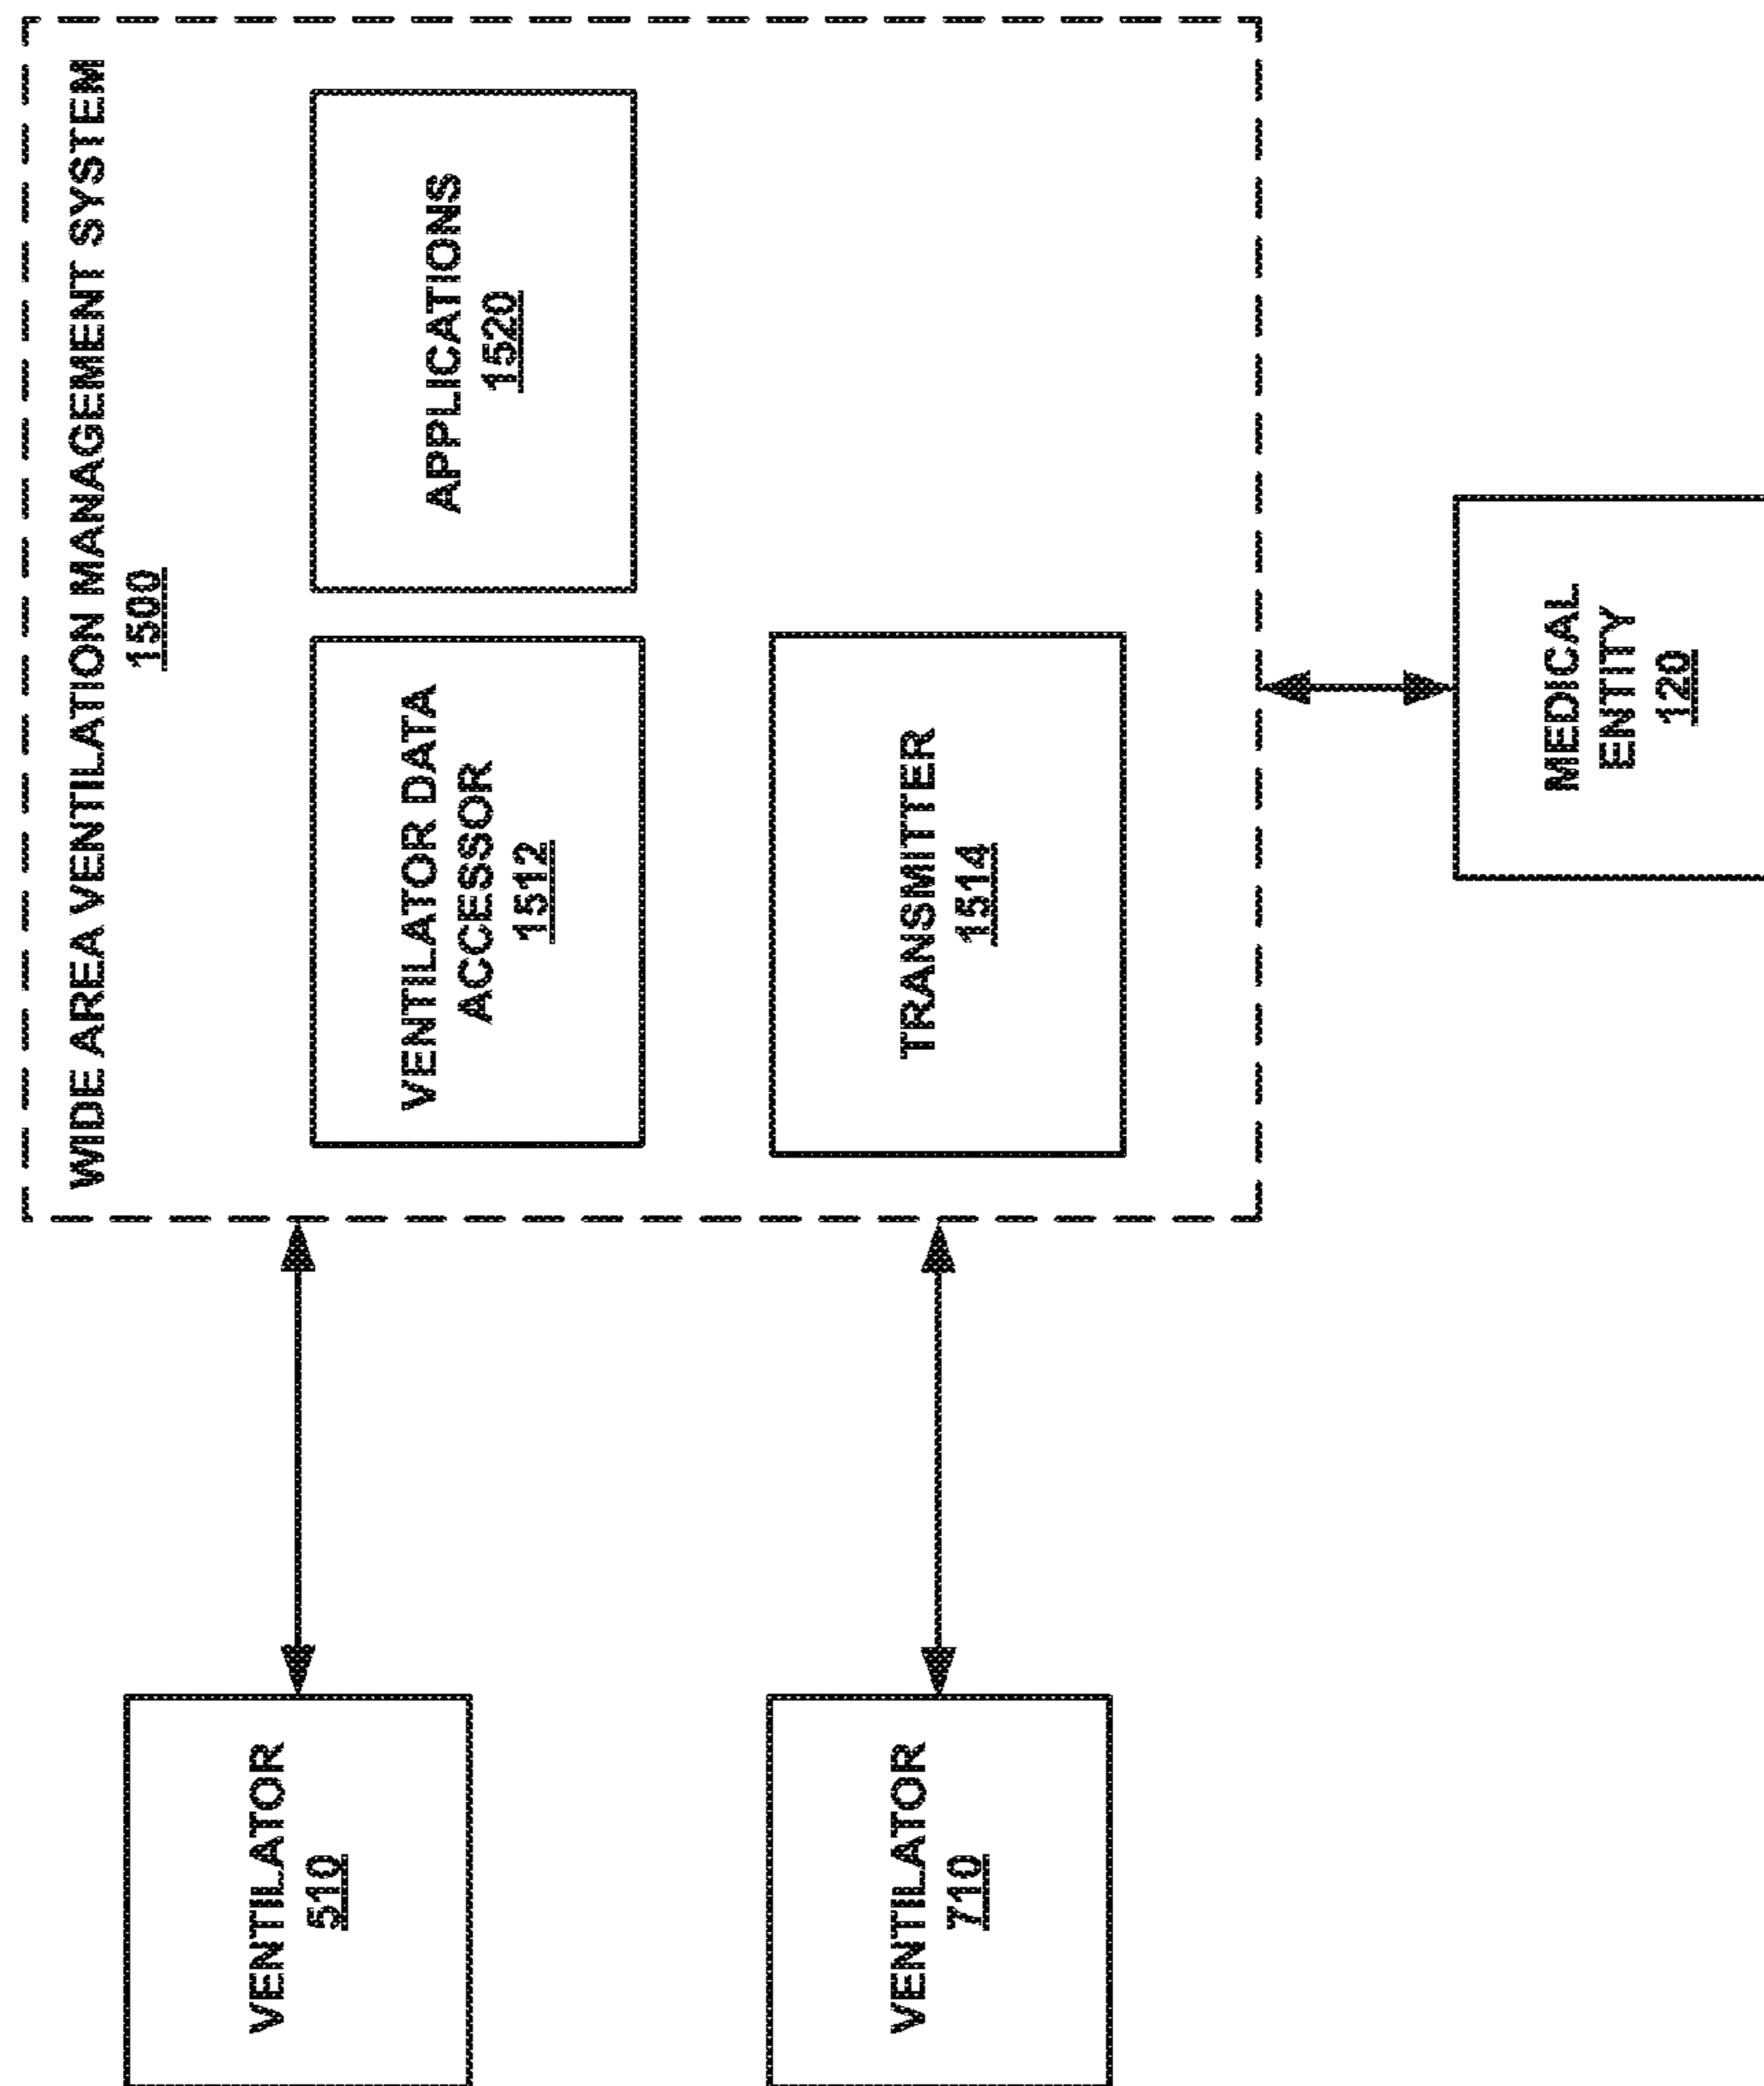 WIDE AREA VENTILATION MANAGEMENT SYSTEM
1500
VENTILATOR
510
VENTILATOR DATA
ACCESSOR
1512
APPLICATIONS
1520
VENTILATOR
710
TRANSMITTER
1514
MEDICAL
ENTITY
120